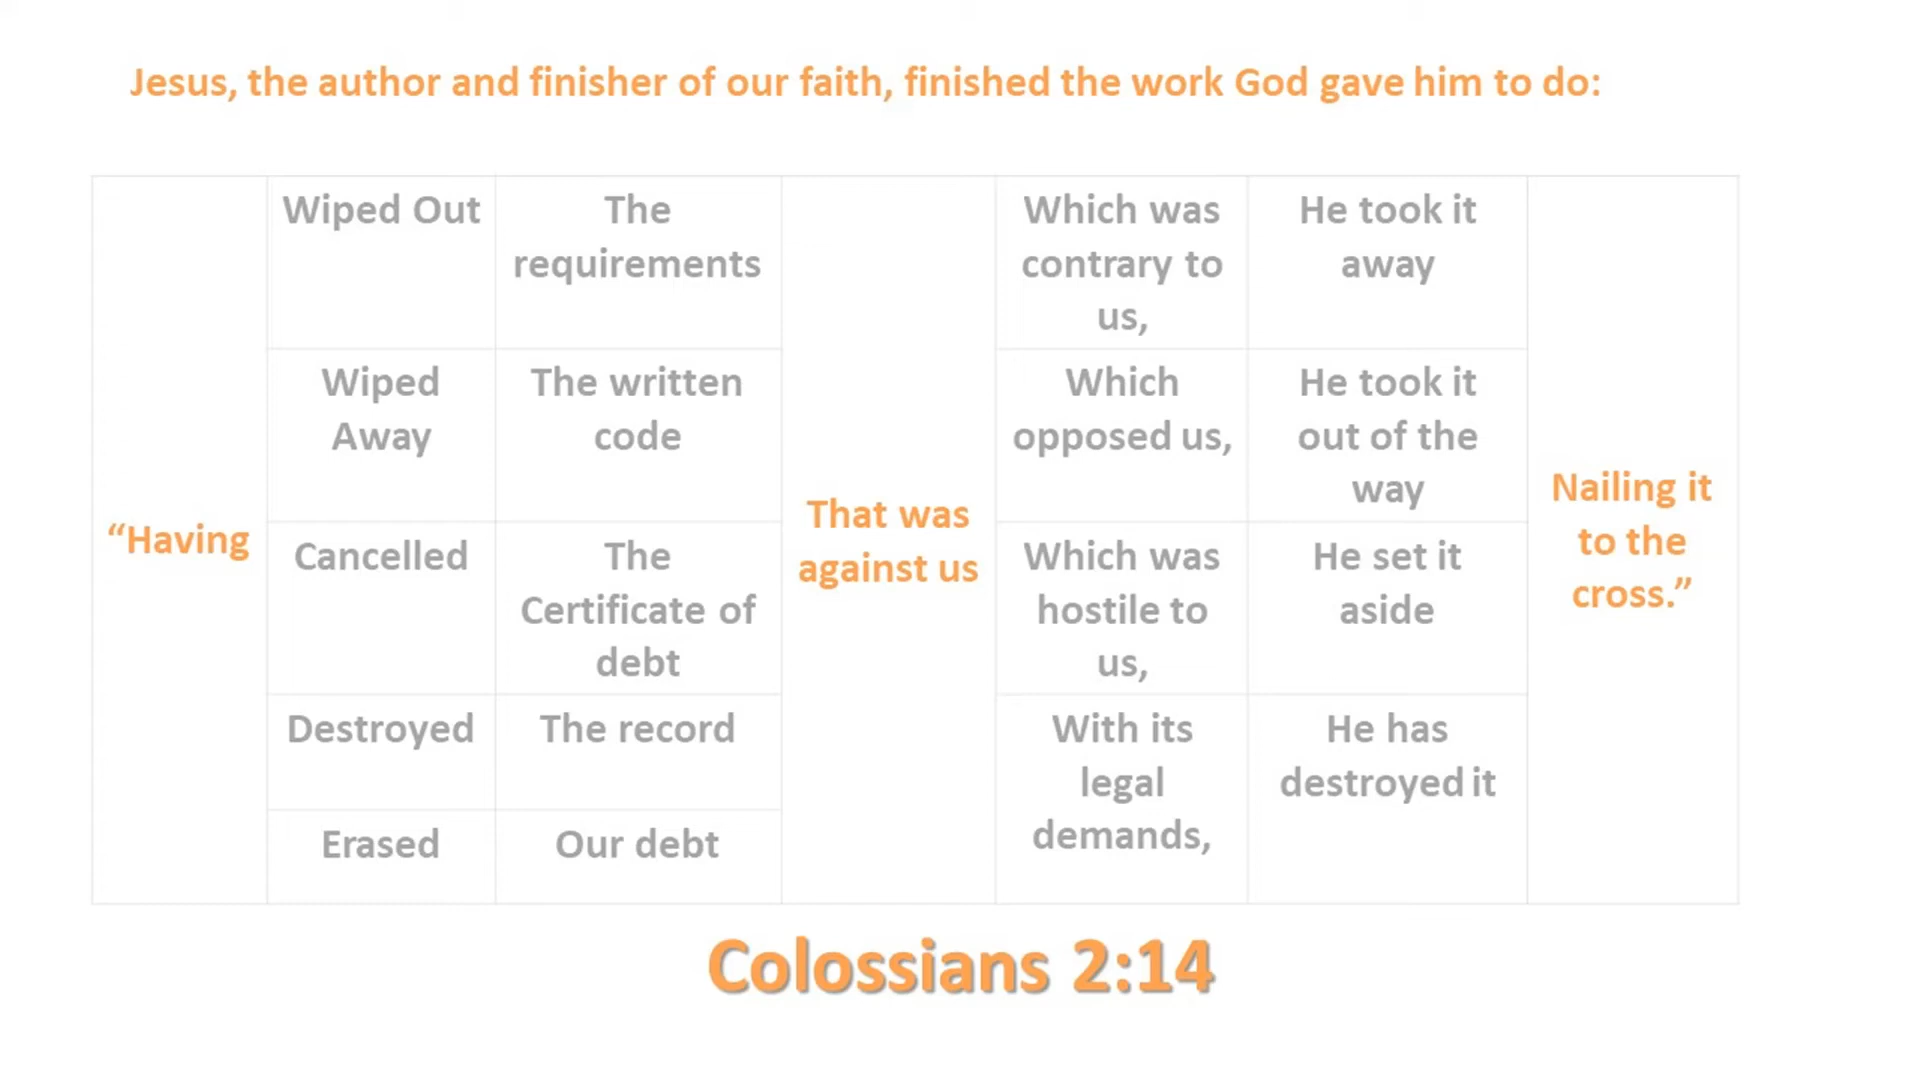 Jesus, the author and finisher of our faith, finished the work God gave him to do:
“Having
Wiped Out
Wiped
Away
Cancelled
Destroyed
Erased
The
requirements
The written
code
The
Certificate of
debt
The record
Our debt
That was
against us
Which was
contrary to
us,
Which
opposed us,
Which was
hostile to
us,
With its
legal
demands,
He took it
away
He took it
out of the
way
He set it
aside
He has
destroyed it
Nailing it
to the
cross.”
Colossians 2:14